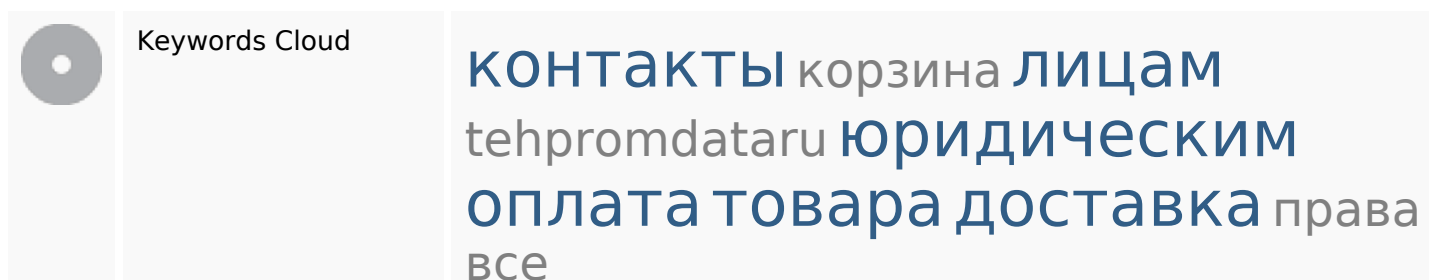 Keywords Cloud
контакты корзина лицам
tehpromdataru юридическим
оплата товара доставка права
все